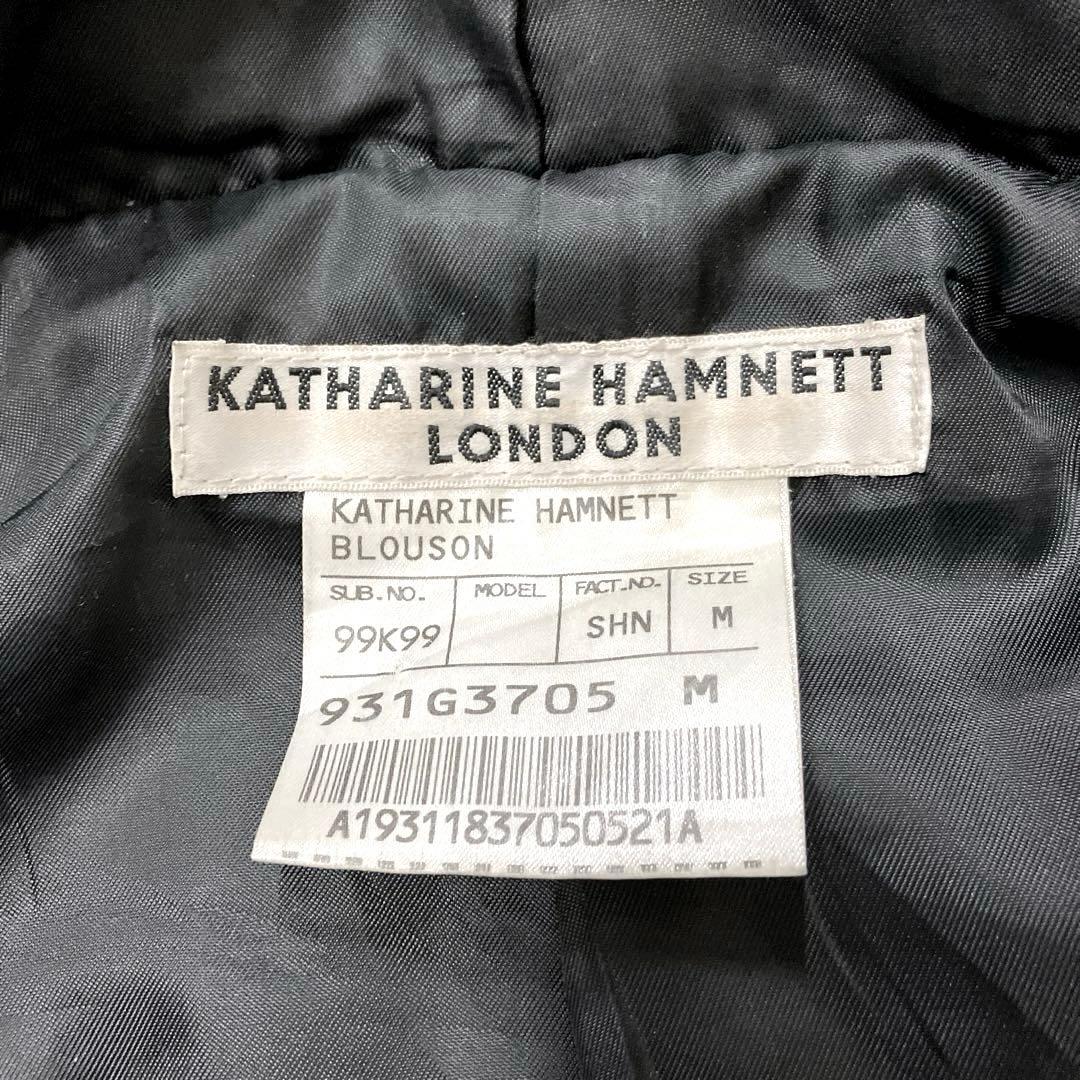 KATHARINE HAMNETT
LONDON
KATHARINE HAMNETT
BLOUSON
SUB.NO. MODEL FACT.NO. SIZE
99K99 SHN M
931G3705 M
A19311837050521A